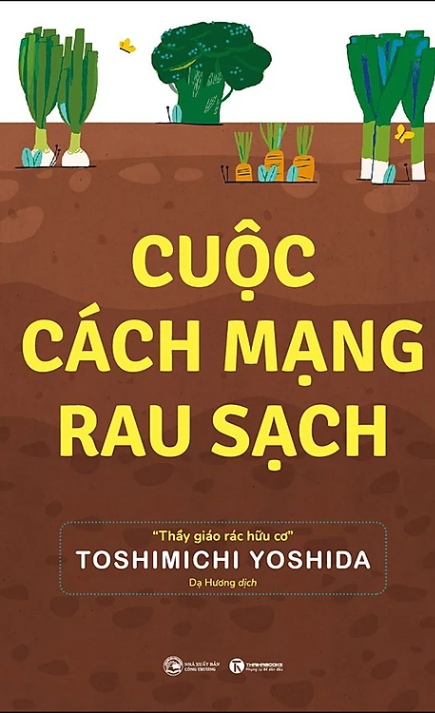 CUỘC
CÁCH MẠNG
RAU SẠCH
“Thầy giáo rác hữu cơ”
TOSHIMICHI YOSHIDA
Dạ Hương dịch
NHÀ XUẤT BẢN
CÔNG THƯƠNG
THAIHABOOKS